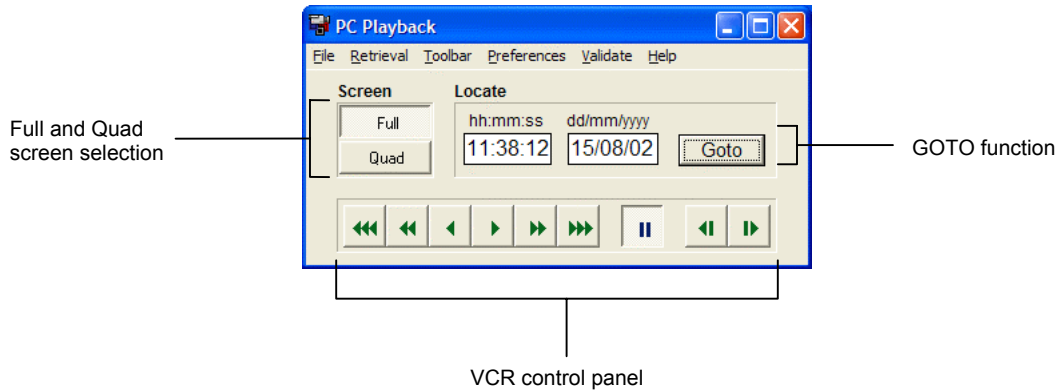 PC Playback
File Retrieval Toolbar Preferences Validate Help
Screen Locate
Full
hh:mm:ss dd/mm/yyyy
11:38:12 15/08/02 Goto
Quad
Full and Quad
screen selection
GOTO function
VCR control panel